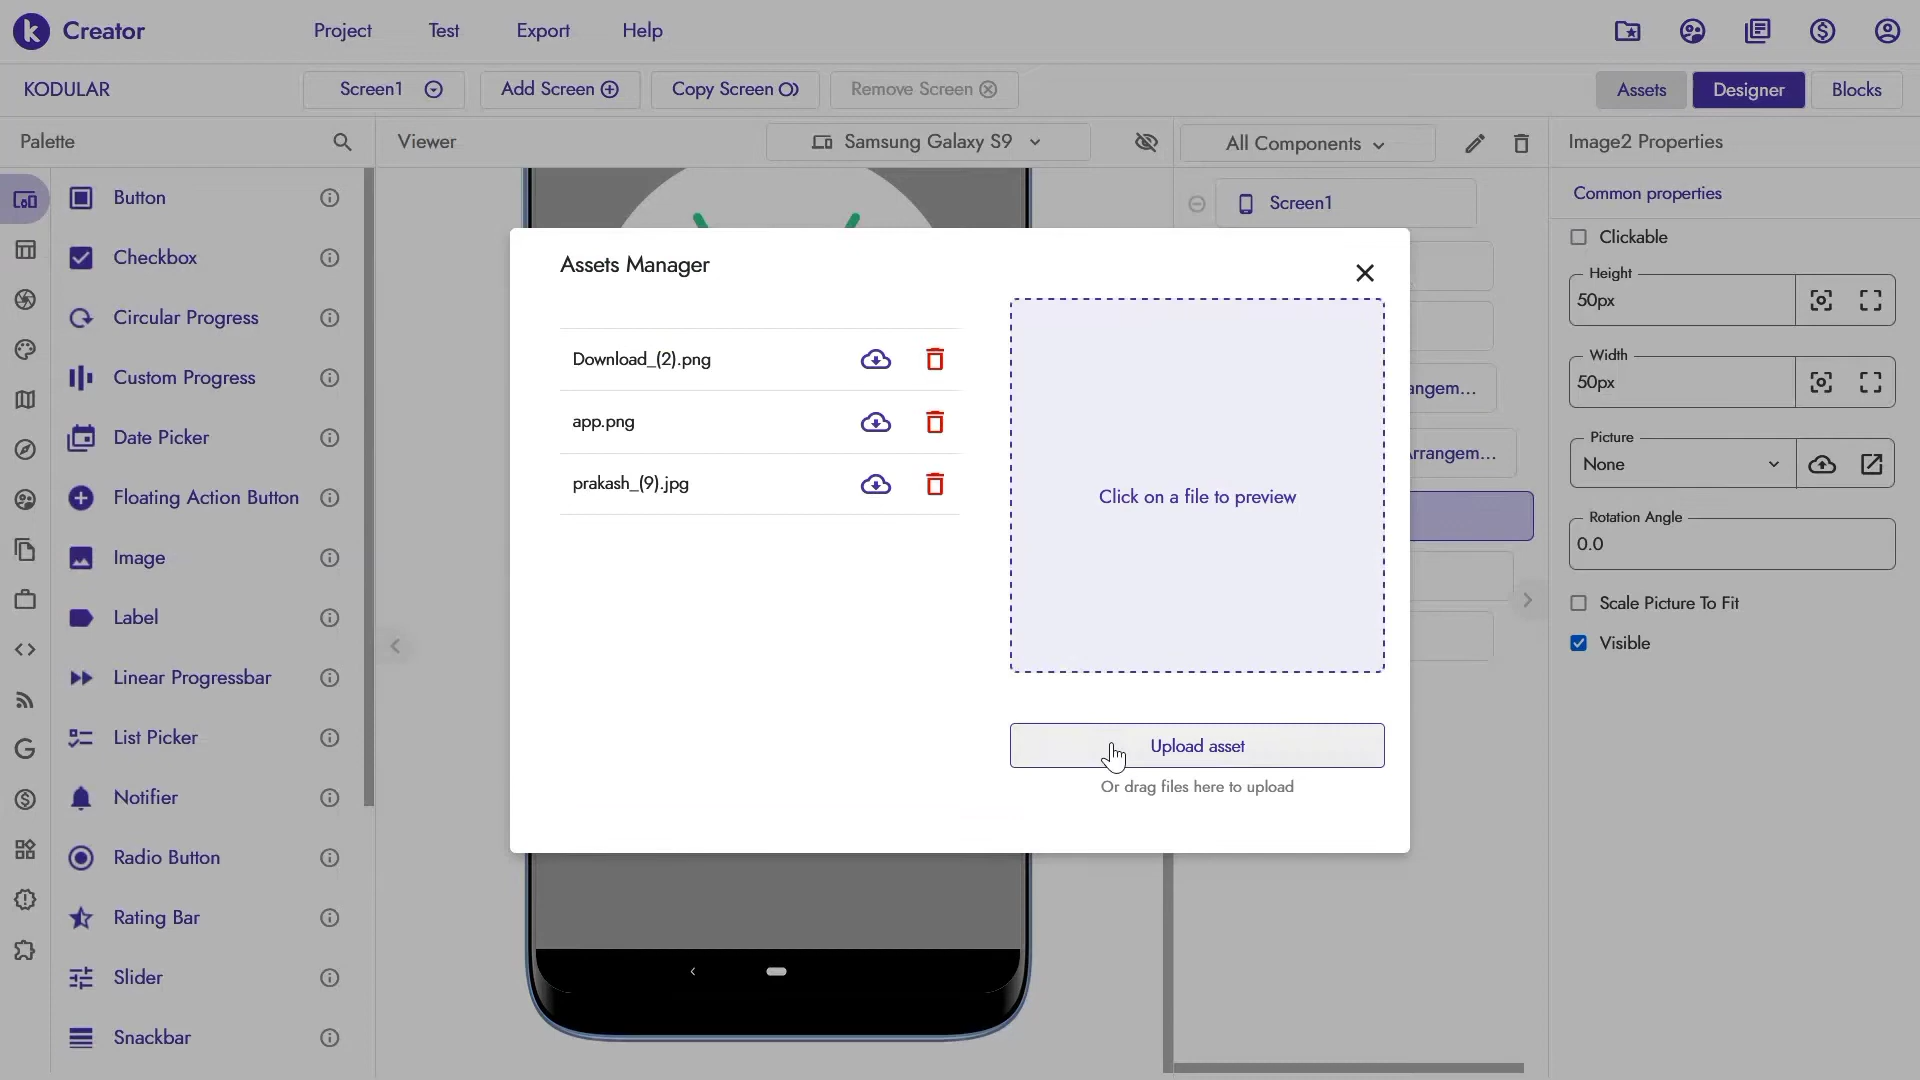 Creator
Project
Test
Export
Help
KODULAR
Screen1
Add Screen
Copy Screen
Remove Screen
Assets
Designer
Blocks
Palette
Viewer
Samsung Galaxy S9
All Components
Image2 Properties
Button
Checkbox
Circular Progress
Custom Progress
Date Picker
Floating Action Button
Image
Label
Linear Progressbar
List Picker
Notifier
Radio Button
Rating Bar
Slider
Snackbar
Assets Manager
Download_(2).png
app.png
prakash_(9).jpg
Click on a file to preview
Upload asset
Or drag files here to upload
Screen1
Common properties
Clickable
Height
50px
Width
50px
Picture
None
Rotation Angle
0.0
Scale Picture To Fit
Visible